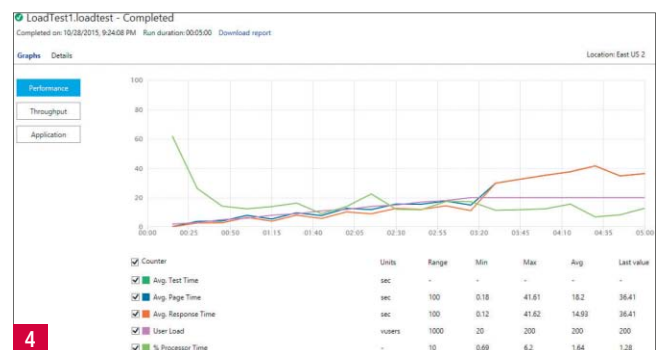 LoadTest1.loadtest - Completed
Completed on: 10/28/2015, 9:24:08 PM Run duration: 00:05:00 Download report
Graphs Details Location: East US 2
Performance
Throughput
Application
100
80
60
40
20
0
00:00 00:25 00:50 01:15 01:40 02:05 02:30 02:55 03:20 03:45 04:10 04:35 05:00
Counter Units Range Min Max Avg Last value
Avg. Test Time sec - - - - -
Avg. Page Time sec 100 0.18 41.61 18.2 36.41
Avg. Response Time sec 100 0.12 41.62 14.93 36.41
User Load vusers 1000 20 200 200 200
% Processor Time - 10 0.69 6.2 1.64 1.28
4